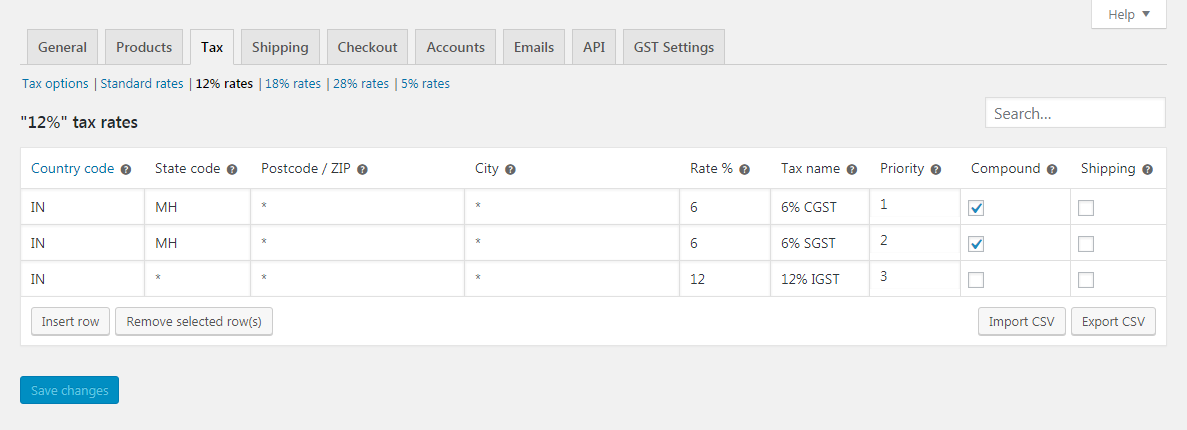 Help ▼
General Products Tax Shipping Checkout Accounts Emails API GST Settings
Tax options | Standard rates | 12% rates | 18% rates | 28% rates | 5% rates
Search...
"12%" tax rates
Country code ? State code ? Postcode / ZIP ? City ? Rate % ? Tax name ? Priority ? Compound ? Shipping ?
IN MH * * 6 6% CGST 1
IN MH * * 6 6% SGST 2
IN * * * 12 12% IGST 3
Insert row Remove selected row(s) Import CSV Export CSV
Save changes